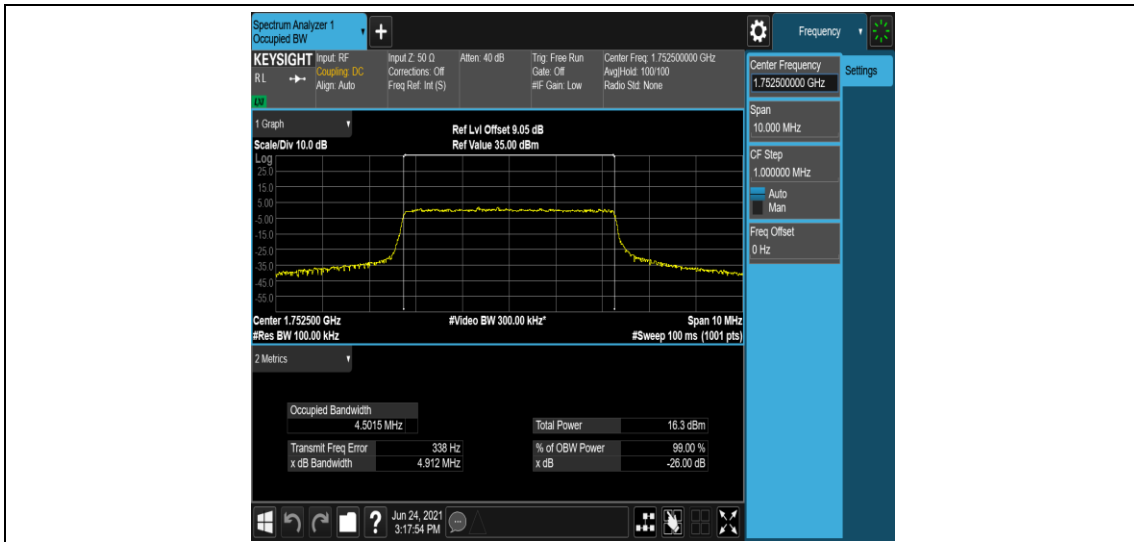 Spectrum Analyzer 1
Occupied BW
+
Frequency
KEYSIGHT
RL
LXI
Input: RF
Coupling: DC
Align: Auto
Input Z: 50 Ω
Corrections: Off
Freq Ref: Int (S)
Atten: 40 dB
Trig: Free Run
Gate: Off
#IF Gain: Low
Center Freq: 1.752500000 GHz
Avg|Hold: 100/100
Radio Std: None
Center Frequency
1.752500000 GHz
Settings
Span
10.000 MHz
CF Step
1.000000 MHz
Auto
Man
Freq Offset
0 Hz
1 Graph
Scale/Div 10.0 dB
Ref Lvl Offset 9.05 dB
Ref Value 35.00 dBm
Log
25.0
15.0
5.00
-5.00
-15.0
-25.0
-35.0
-45.0
-55.0
Center 1.752500 GHz
#Video BW 300.00 kHz*
Span 10 MHz
#Res BW 100.00 kHz
#Sweep 100 ms (1001 pts)
2 Metrics
Occupied Bandwidth
4.5015 MHz
Total Power 16.3 dBm
Transmit Freq Error 338 Hz
% of OBW Power 99.00 %
x dB Bandwidth 4.912 MHz
x dB -26.00 dB
?
Jun 24, 2021
3:17:54 PM